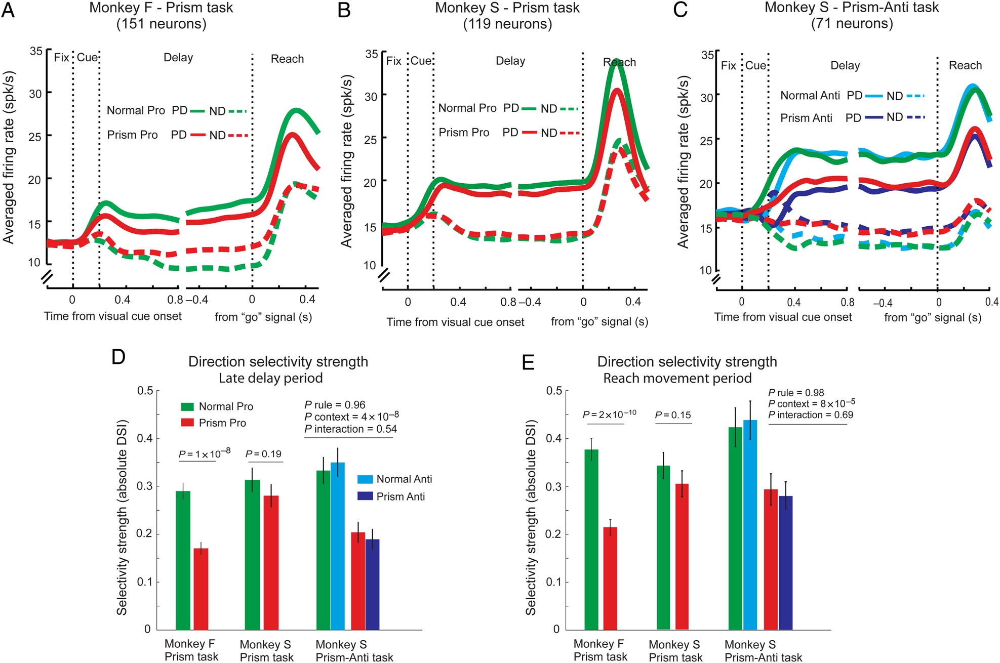 A
Monkey F - Prism task
(151 neurons)
Averaged firing rate (spk/s)
35
30
25
20
15
10
Fix
Cue
Delay
Reach
Normal Pro PD ND
Prism Pro PD ND
0
0.4
0.8
–0.4
0
0.4
Time from visual cue onset
from “go” signal (s)
B
Monkey S - Prism task
(119 neurons)
Averaged firing rate (spk/s)
35
30
25
20
15
10
Fix
Cue
Delay
Reach
Normal Pro PD ND
Prism Pro PD ND
0
0.4
0.8
–0.4
0
0.4
Time from visual cue onset
from “go” signal (s)
C
Monkey S - Prism-Anti task
(71 neurons)
Averaged firing rate (spk/s)
35
30
25
20
15
10
Fix
Cue
Delay
Reach
Normal Anti PD ND
Prism Anti PD ND
0
0.4
0.8
–0.4
0
0.4
Time from visual cue onset
from “go” signal (s)
D
Direction selectivity strength
Late delay period
Selectivity strength (absolute DSI)
0.5
0.4
0.3
0.2
0.1
0
Normal Pro
Prism Pro
P = 1×10–8
P = 0.19
P rule = 0.96
P context = 4×10–8
P interaction = 0.54
Normal Anti
Prism Anti
Monkey F
Prism task
Monkey S
Prism task
Monkey S
Prism-Anti task
E
Direction selectivity strength
Reach movement period
Selectivity strength (absolute DSI)
0.5
0.4
0.3
0.2
0.1
0
P = 2×10–10
P = 0.15
P rule = 0.98
P context = 8×10–5
P interaction = 0.69
Monkey F
Prism task
Monkey S
Prism task
Monkey S
Prism-Anti task